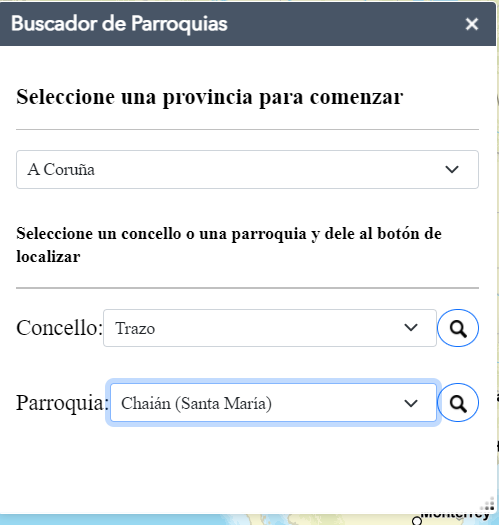 Buscador de Parroquias
Seleccione una provincia para comenzar
A Coruña
Seleccione un concello o una parroquia y dele al botón de
localizar
Concello: Trazo
Parroquia: Chaián (Santa María)
Monterrey